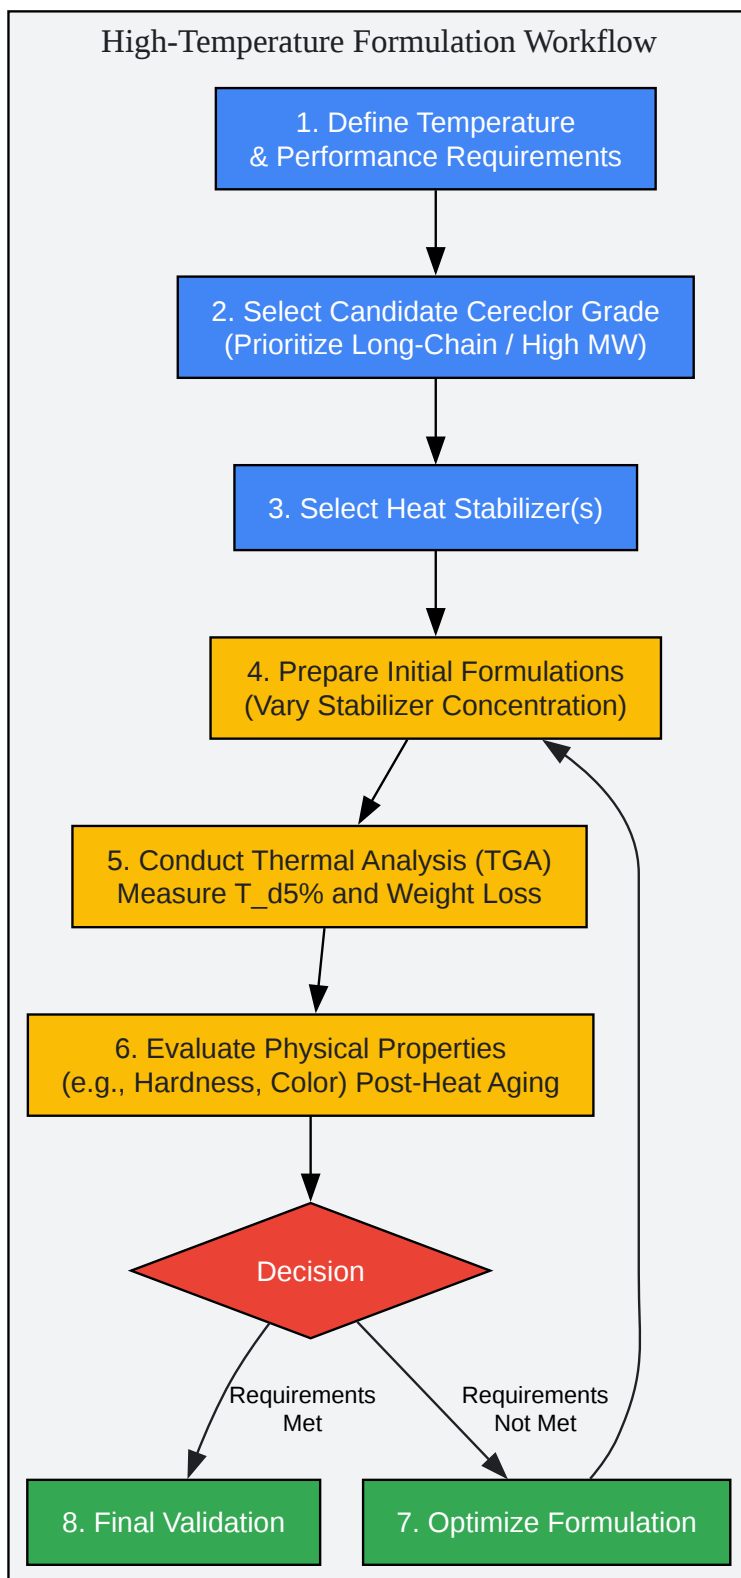 High-Temperature Formulation Workflow
1. Define Temperature
& Performance Requirements
2. Select Candidate Cereclor Grade
(Prioritize Long-Chain / High MW)
3. Select Heat Stabilizer(s)
4. Prepare Initial Formulations
(Vary Stabilizer Concentration)
5. Conduct Thermal Analysis (TGA)
Measure T_d5% and Weight Loss
6. Evaluate Physical Properties
(e.g., Hardness, Color) Post-Heat Aging
Decision
Requirements
Met
Requirements
Not Met
8. Final Validation
7. Optimize Formulation